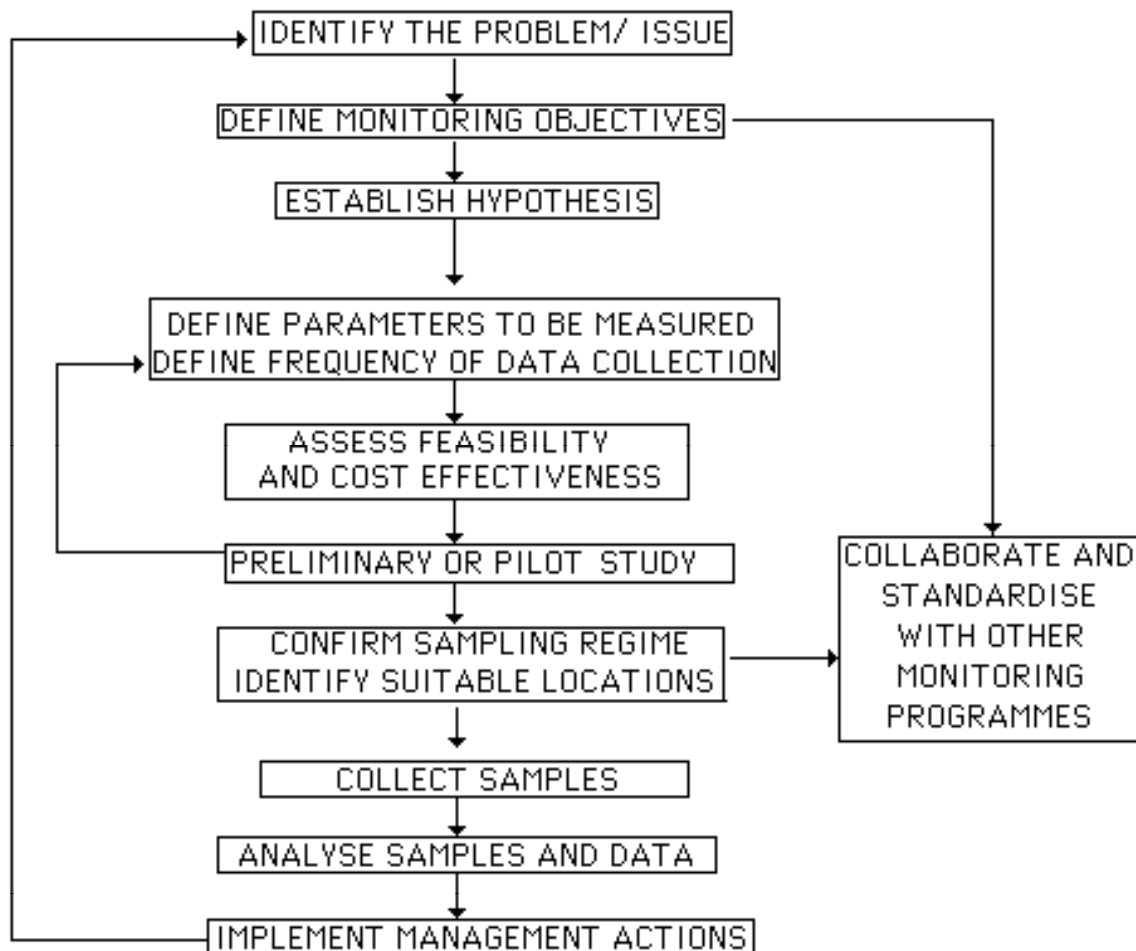 IDENTIFY THE PROBLEM/ ISSUE
DEFINE MONITORING OBJECTIVES
ESTABLISH HYPOTHESIS
DEFINE PARAMETERS TO BE MEASURED
DEFINE FREQUENCY OF DATA COLLECTION
ASSESS FEASIBILITY
AND COST EFFECTIVENESS
PRELIMINARY OR PILOT STUDY
CONFIRM SAMPLING REGIME
IDENTIFY SUITABLE LOCATIONS
COLLABORATE AND
STANDARDISE
WITH OTHER
MONITORING
PROGRAMMES
COLLECT SAMPLES
ANALYSE SAMPLES AND DATA
IMPLEMENT MANAGEMENT ACTIONS